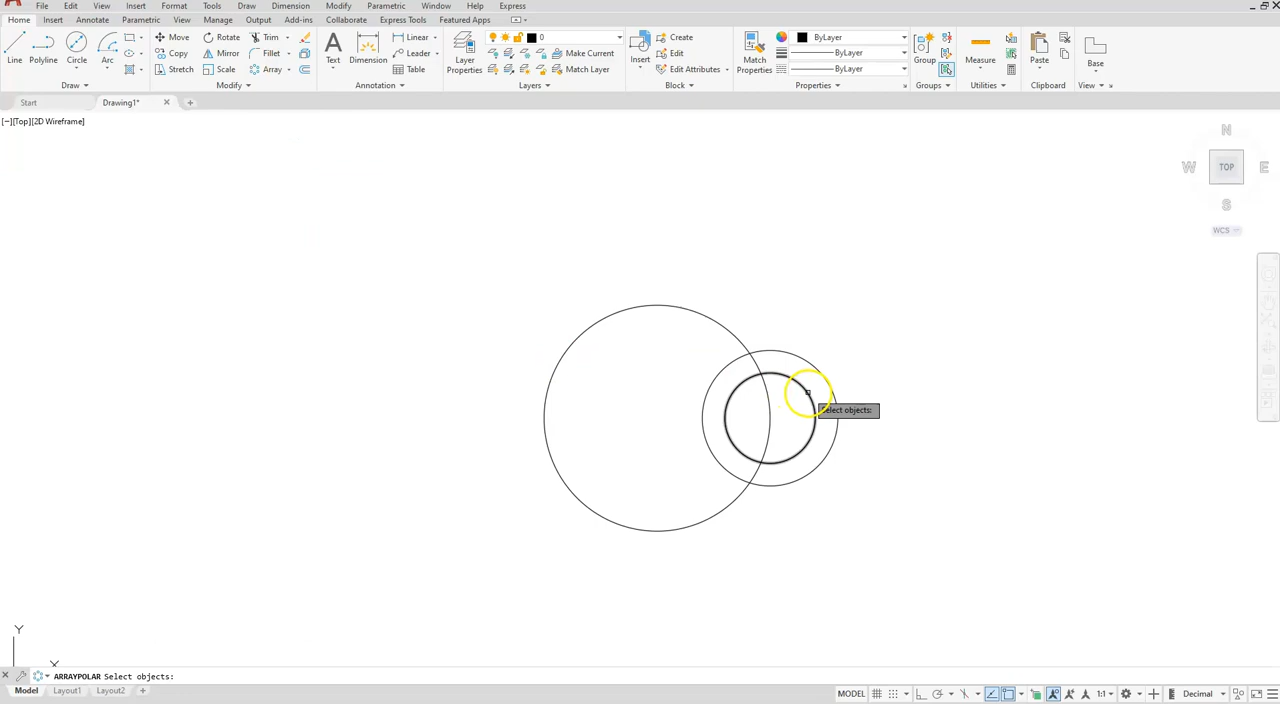 File Edit View Insert Format Tools Draw Dimension Modify Parametric Window Help Express
Home Insert Annotate Parametric View Manage Output Add-ins Collaborate Express Tools Featured Apps
Line Polyline Circle Arc
Move Rotate Trim
Copy Mirror Fillet
Stretch Scale Array
Text Dimension
Linear
Leader
Table
Layer Properties
0
Make Current
Match Layer
Insert
Create
Edit
Edit Attributes
Match Properties
ByLayer
ByLayer
ByLayer
Group Measure Paste Base
Draw Modify Annotation Layers Block Properties Groups Utilities Clipboard View
Start Drawing1*
[−][Top][2D Wireframe]
N
W TOP E
S
WCS
Select objects:
Y
X
ARRAYPOLAR Select objects:
Model Layout1 Layout2 MODEL 1:1 Decimal